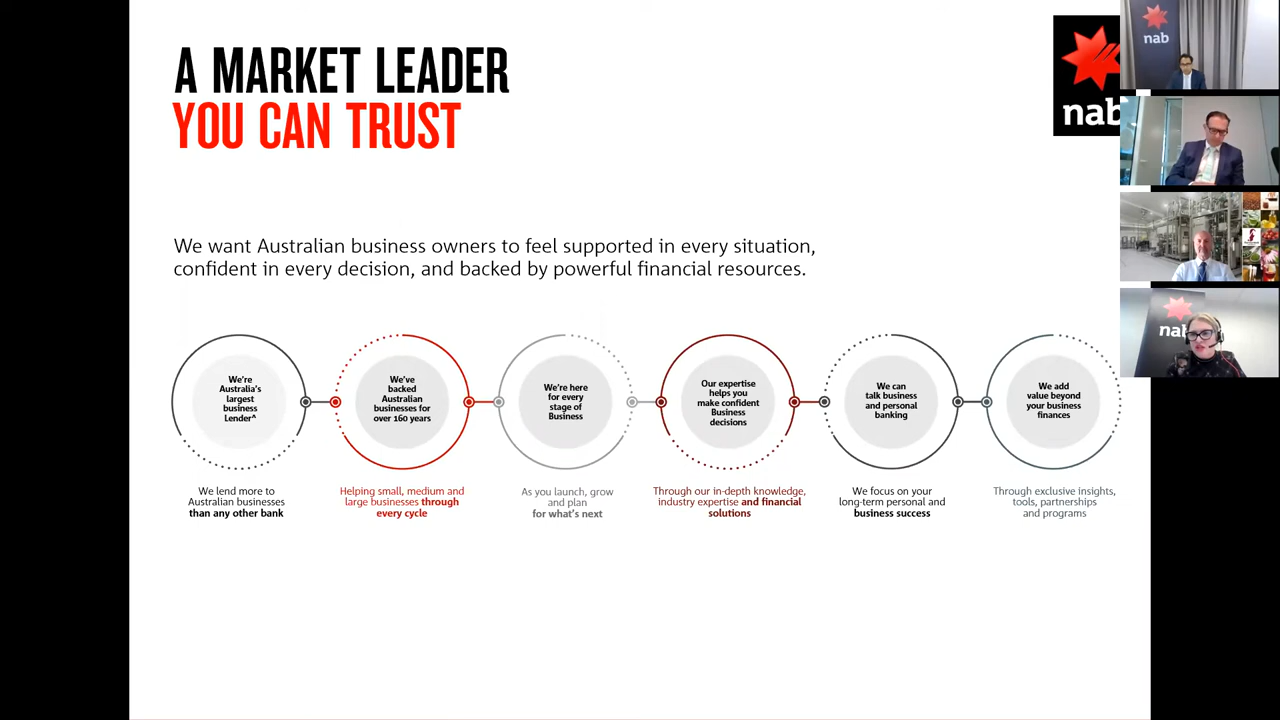 A MARKET LEADER
YOU CAN TRUST
nab
nab
nab
We want Australian business owners to feel supported in every situation,
confident in every decision, and backed by powerful financial resources.
We're
Australia's
largest
business
Lender^
We've
backed
Australian
businesses for
over 160 years
We're here
for every
stage of
Business
Our expertise
helps you
make confident
Business
decisions
We can
talk business
and personal
banking
We add
value beyond
your business
finances
We lend more to
Australian businesses
than any other bank
Helping small, medium and
large businesses through
every cycle
As you launch, grow
and plan
for what's next
Through our in-depth knowledge,
industry expertise and financial
solutions
We focus on your
long-term personal and
business success
Through exclusive insights,
tools, partnerships
and programs